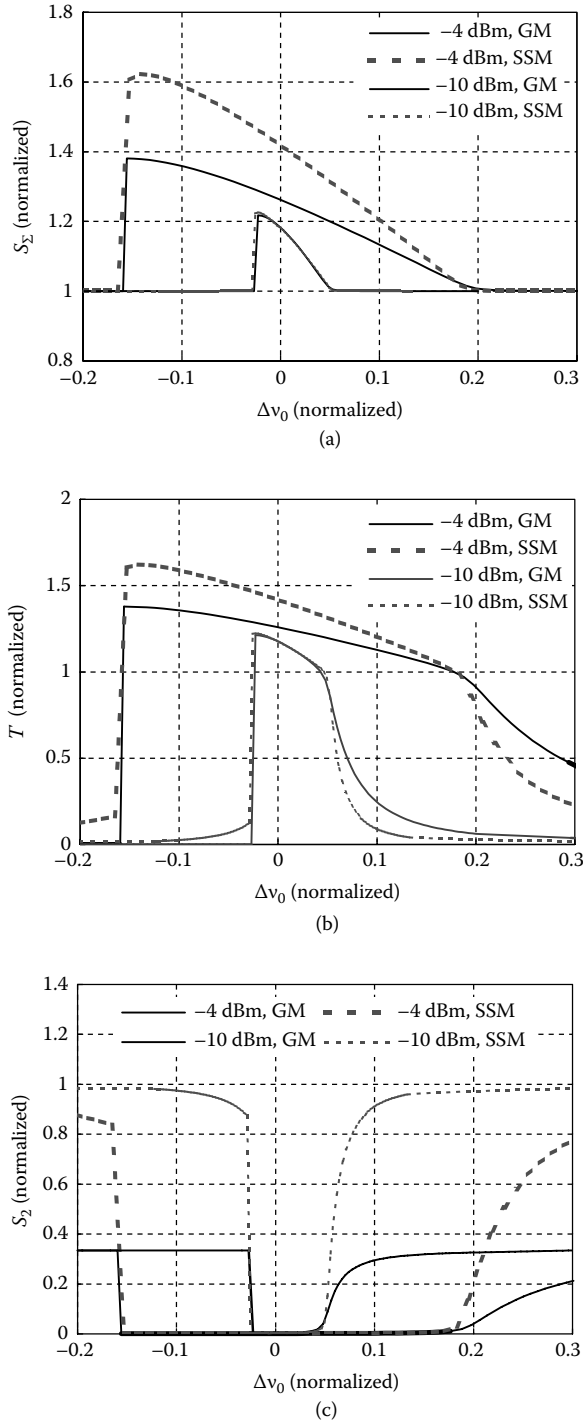 1.8
−4 dBm, GM
−4 dBm, SSM
1.6
−10 dBm, GM
−10 dBm, SSM
1.4
S_Σ (normalized)
1.2
1
0.8
−0.2 −0.1 0 0.1 0.2 0.3
Δν₀ (normalized)
(a)
2
−4 dBm, GM
−4 dBm, SSM
1.5
−10 dBm, GM
−10 dBm, SSM
T (normalized)
1
0.5
0
−0.2 −0.1 0 0.1 0.2 0.3
Δν₀ (normalized)
(b)
1.4
−4 dBm, GM −4 dBm, SSM
1.2
−10 dBm, GM −10 dBm, SSM
1
0.8
S₂ (normalized)
0.6
0.4
0.2
0
−0.2 −0.1 0 0.1 0.2 0.3
Δν₀ (normalized)
(c)